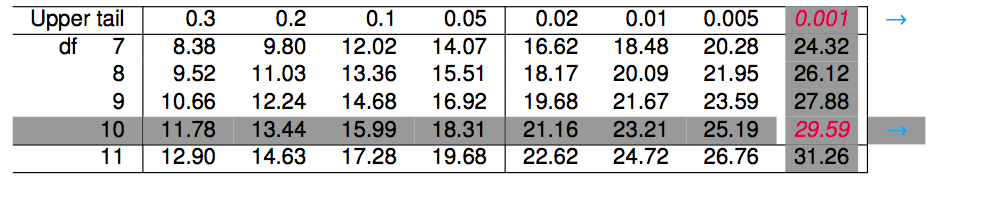 Upper tail 0.3 0.2 0.1 0.05 0.02 0.01 0.005 0.001 →
df 7 8.38 9.80 12.02 14.07 16.62 18.48 20.28 24.32
8 9.52 11.03 13.36 15.51 18.17 20.09 21.95 26.12
9 10.66 12.24 14.68 16.92 19.68 21.67 23.59 27.88
10 11.78 13.44 15.99 18.31 21.16 23.21 25.19 29.59 →
11 12.90 14.63 17.28 19.68 22.62 24.72 26.76 31.26